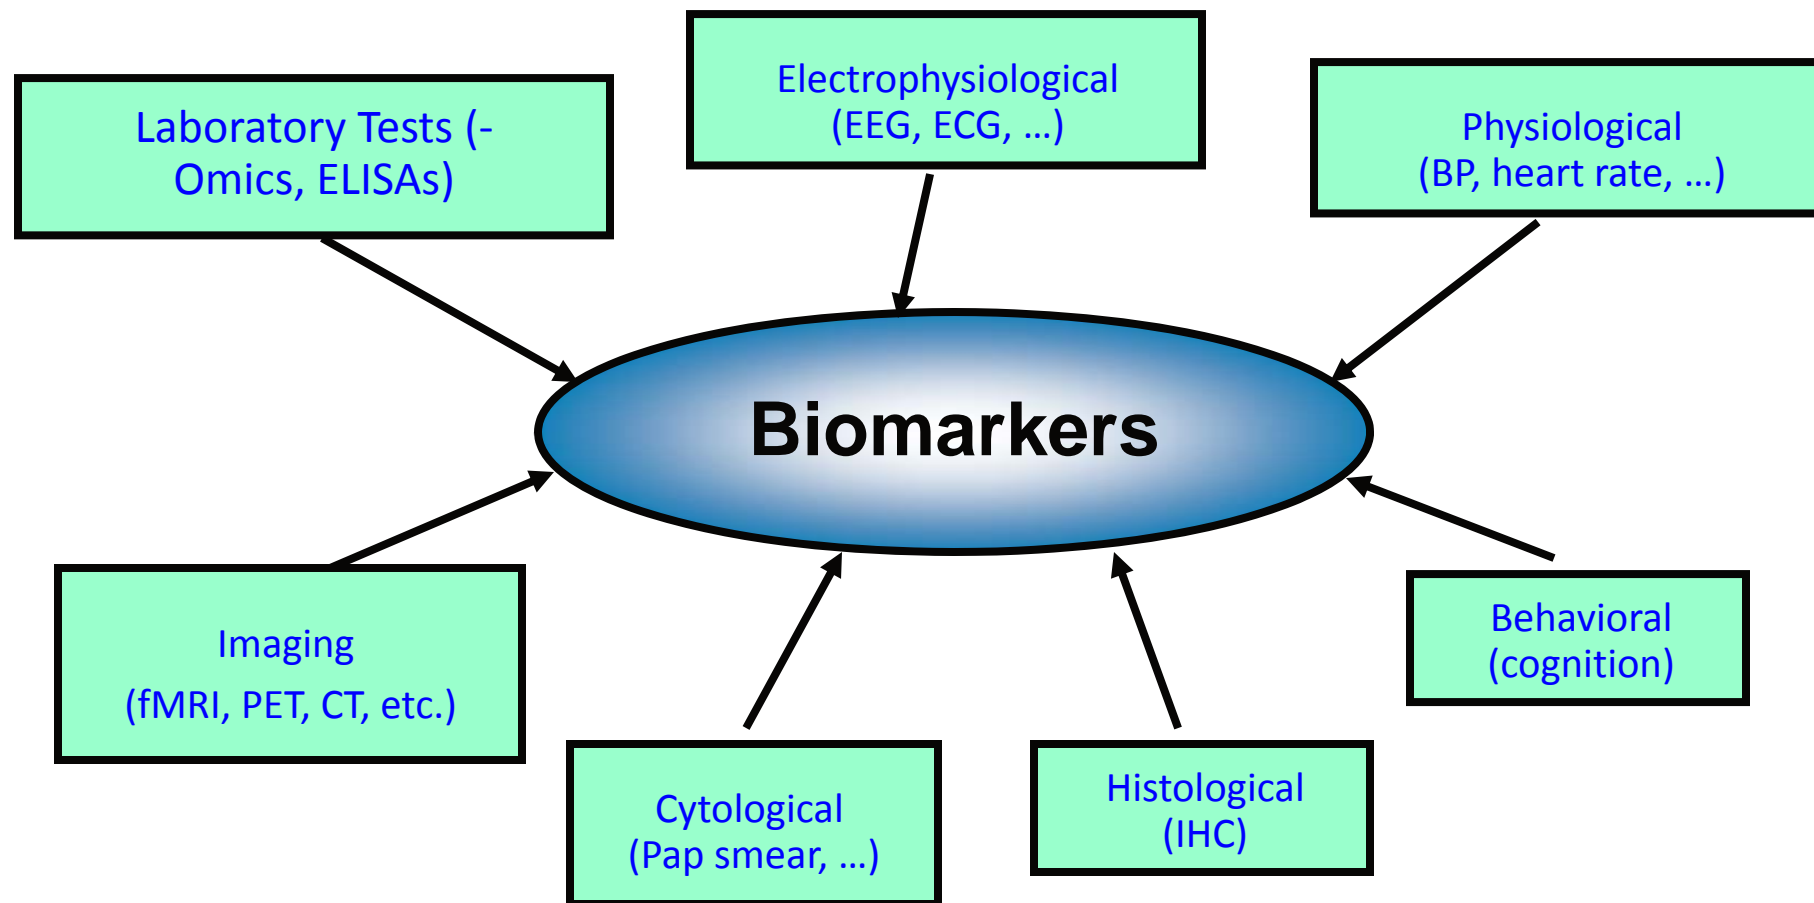 Electrophysiological
(EEG, ECG, ...)
Laboratory Tests (-
Omics, ELISAs)
Physiological
(BP, heart rate, ...)
Biomarkers
Imaging
(fMRI, PET, CT, etc.)
Behavioral
(cognition)
Cytological
(Pap smear, ...)
Histological
(IHC)